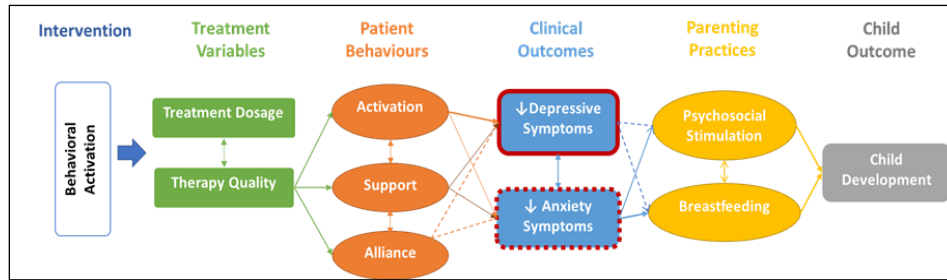 Intervention
Treatment
Variables
Patient
Behaviours
Clinical
Outcomes
Parenting
Practices
Child
Outcome
Behavioral
Activation
Treatment Dosage
Therapy Quality
Activation
Support
Alliance
↓Depressive
Symptoms
↓ Anxiety
Symptoms
Psychosocial
Stimulation
Breastfeeding
Child
Development